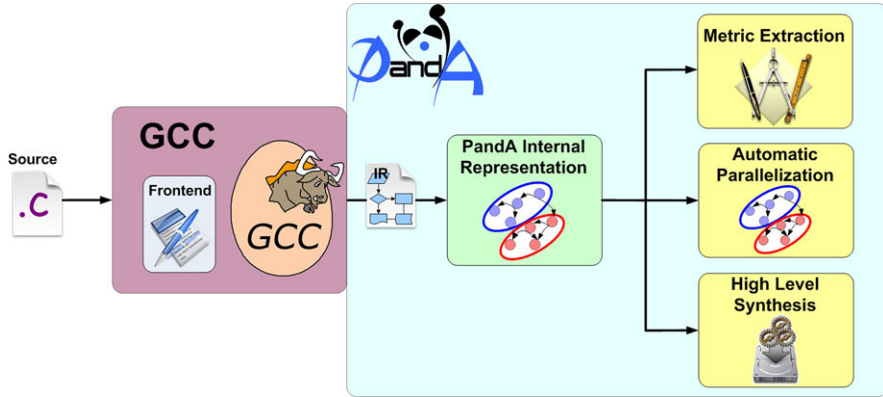 PandA
Metric Extraction
GCC
Source
.C
Frontend
GCC
IR
PandA Internal
Representation
Automatic
Parallelization
High Level
Synthesis